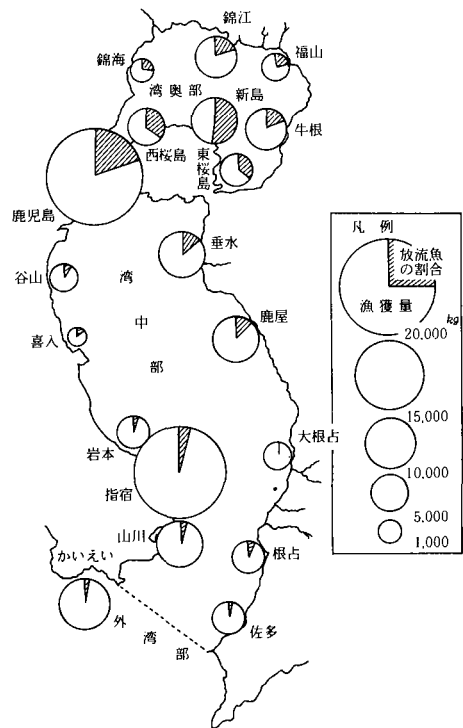 錦江
錦海
福山
湾奥部
新島
牛根
西桜島
東桜島
鹿児島
垂水
谷山
湾中部
鹿屋
喜入
岩本
大根占
指宿
山川
かいえい
根占
外湾部
佐多
凡例
放流魚
の割合
漁獲量
kg
20,000
15,000
10,000
5,000
1,000